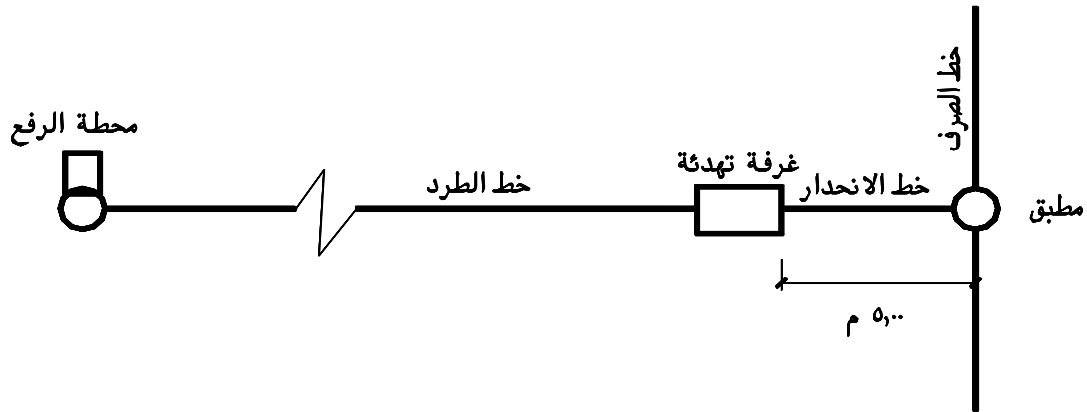 خط الصرف
محطة الرفع
غرفة تهدئة
خط الطرد
خط الانحدار
مطبق
٥,٠٠ م